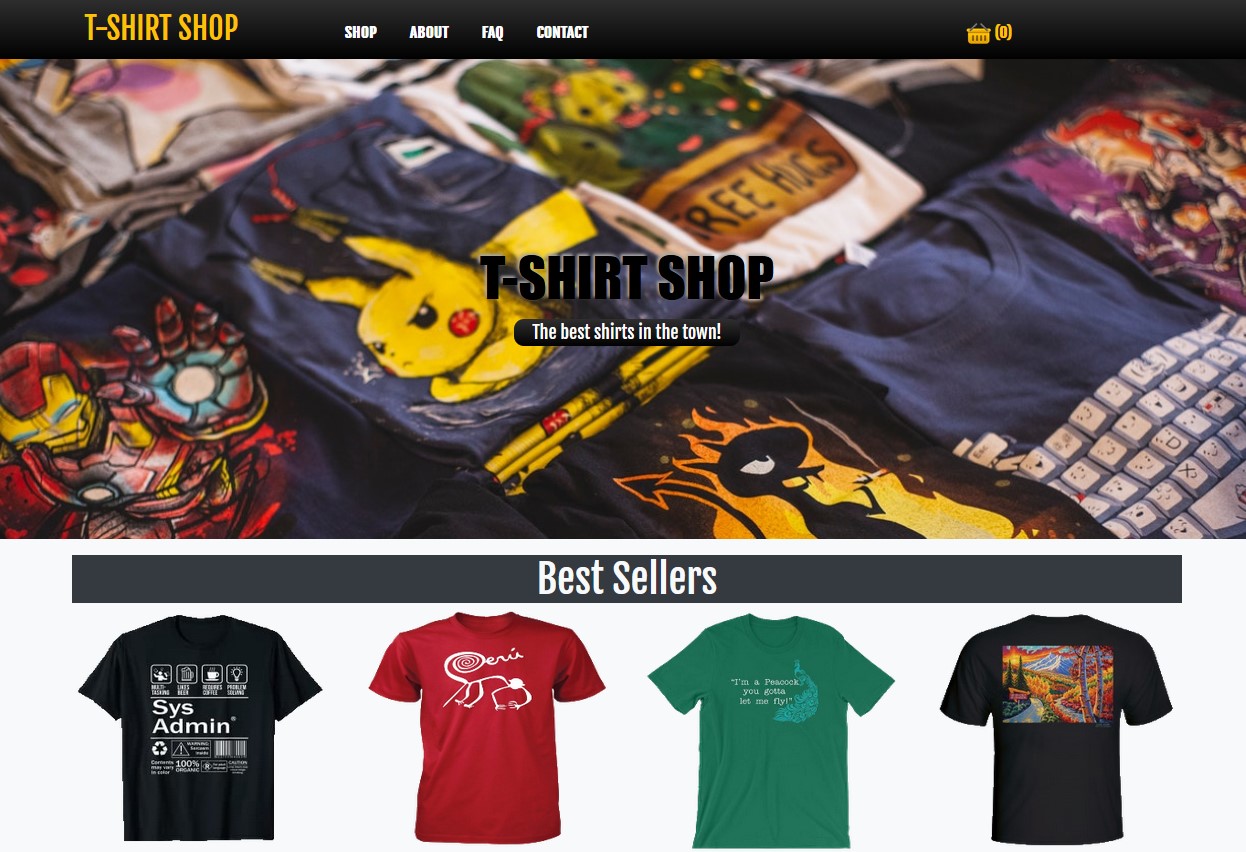 T-SHIRT SHOP
SHOP ABOUT FAQ CONTACT
(0)
FREE HUGS
T-SHIRT SHOP
The best shirts in the town!
Best Sellers
MULTI-TASKING LIKES BEER REQUIRES COFFEE PROBLEM SOLVING
Sys
Admin
WARNING:
Sarcasm
inside
Contents
may vary
in color
100%
ORGANIC
CAUTION
Perú
"I'm a Peacock
you gotta
let me fly!"